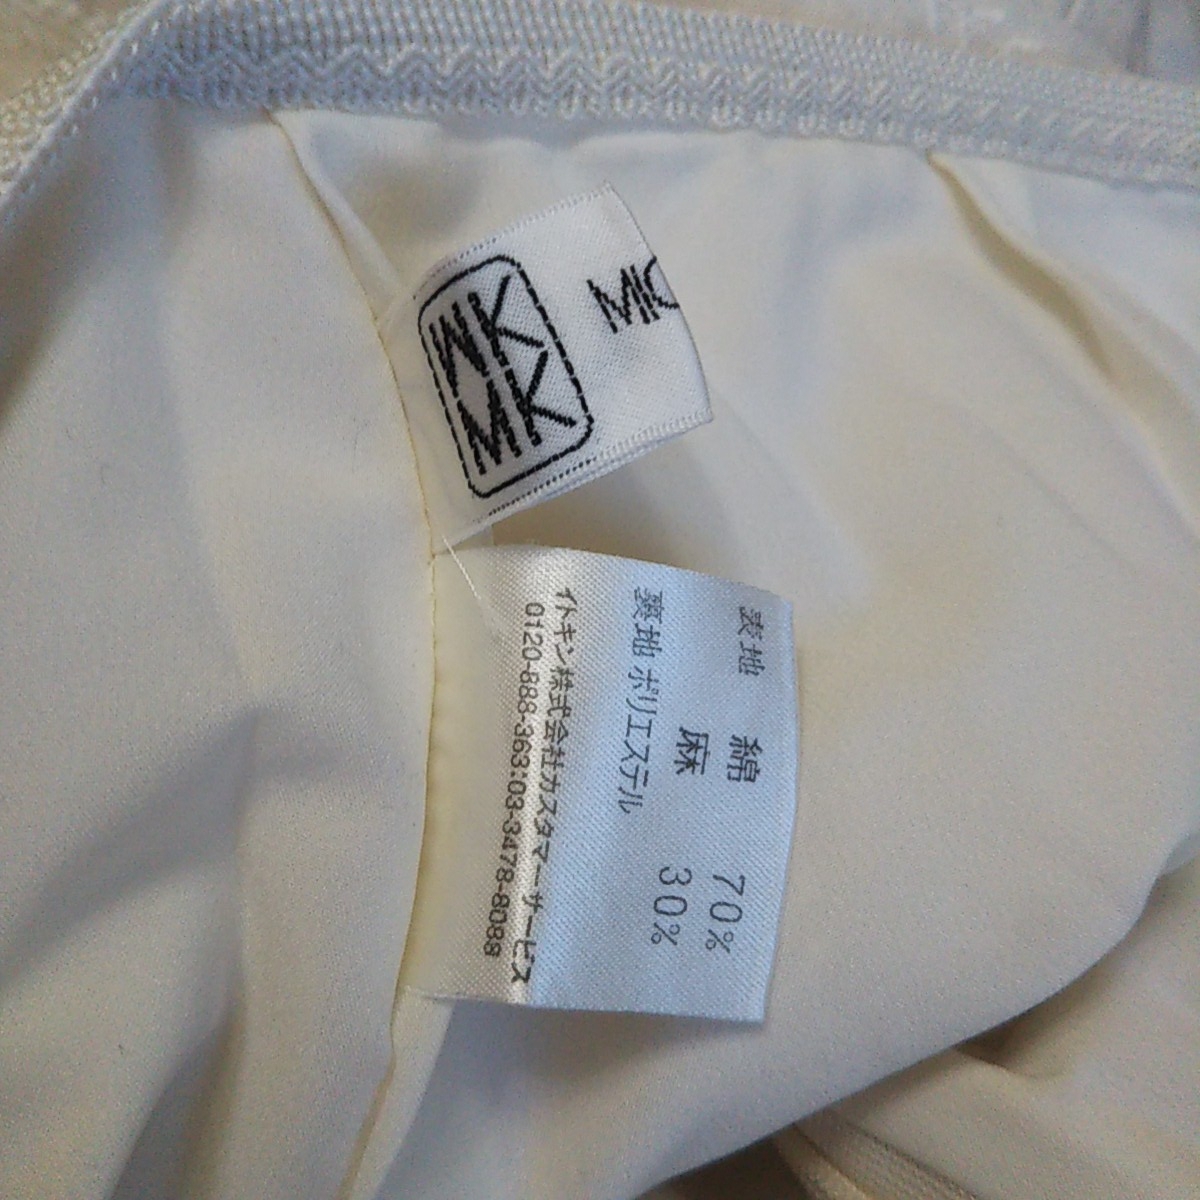 MK
MK
表地 綿 70%
麻 30%
裏地 ポリエステル
イトキン株式会社カスタマーサービス
0120-888-363:03-3478-8088